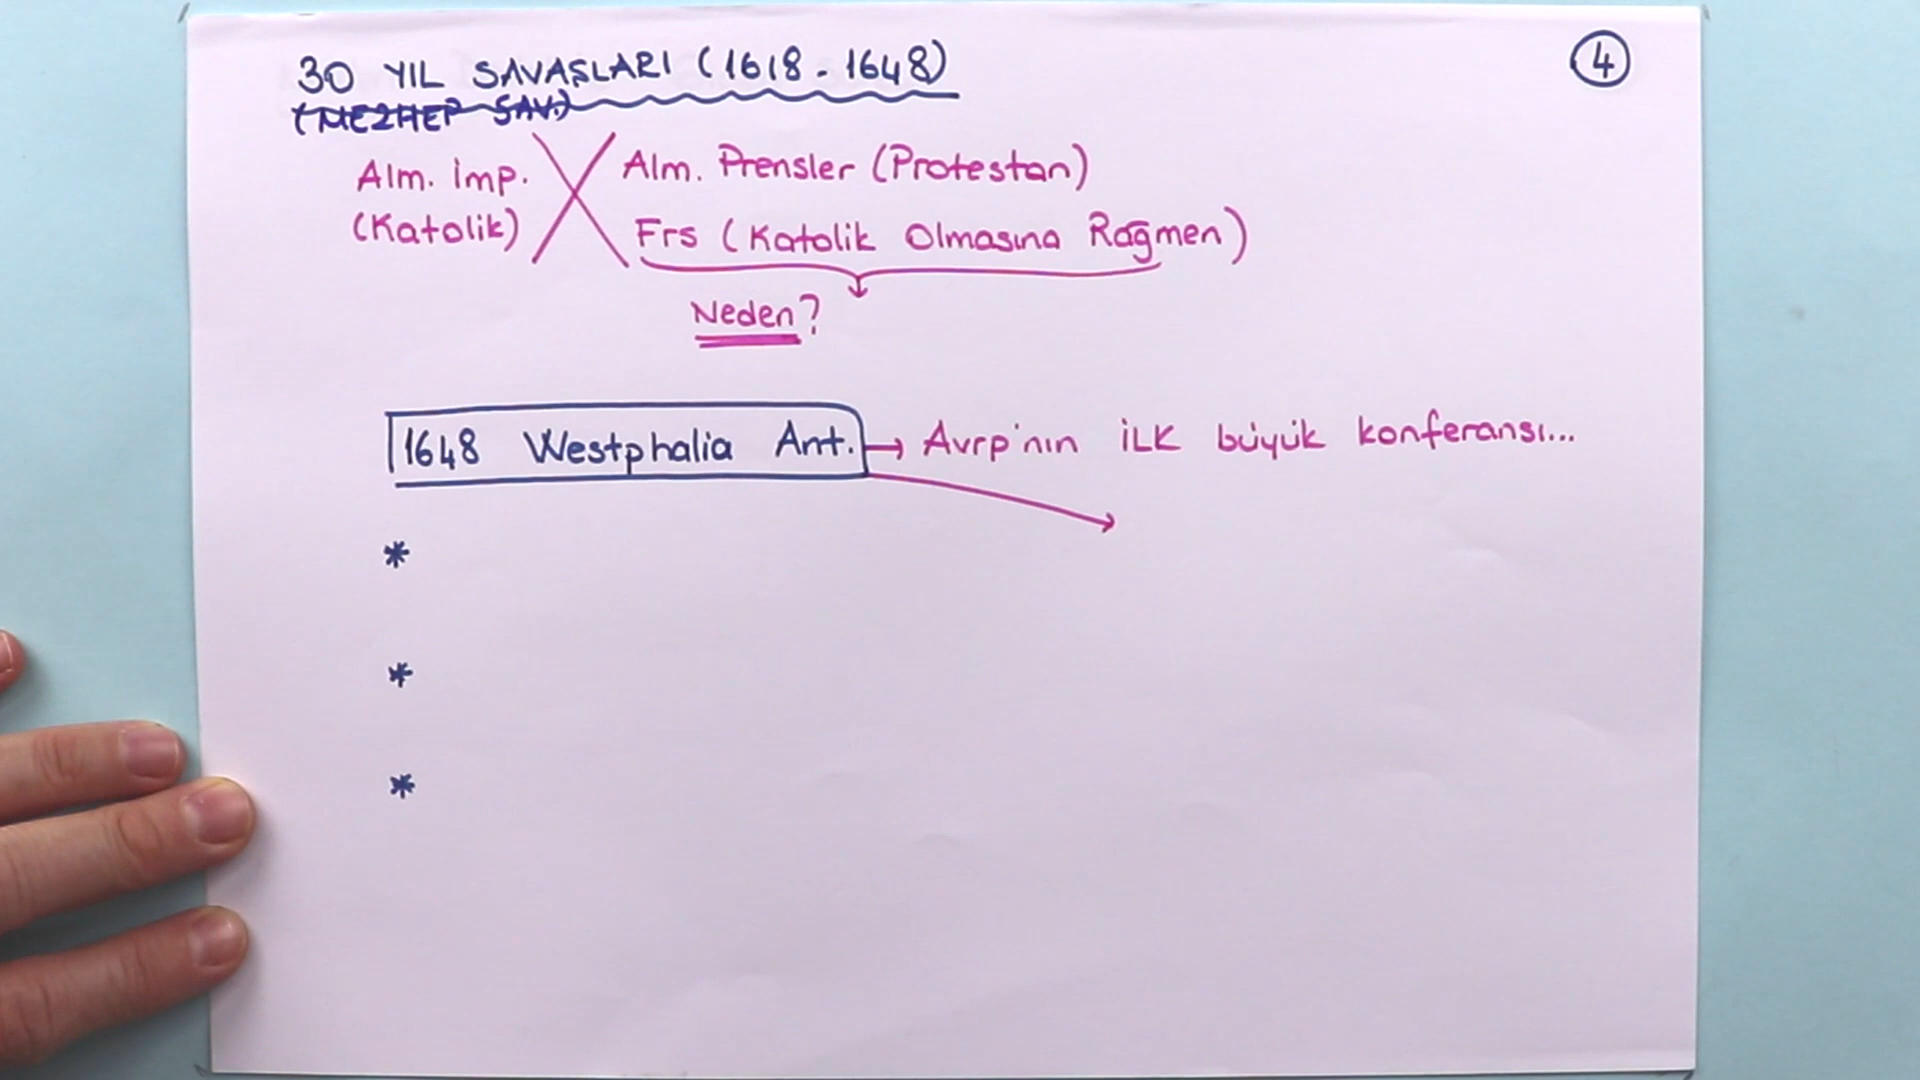 30 YIL SAVAŞLARI (1618 - 1648)
4
(MEZHEP SAV.)
Alm. imp.
(Katolik)
Alm. Prensler (Protestan)
Frs (Katolik Olmasına Rağmen)
Neden?
1648 Westphalia Ant. → Avrp'nın İLK büyük konferansı...
*
*
*